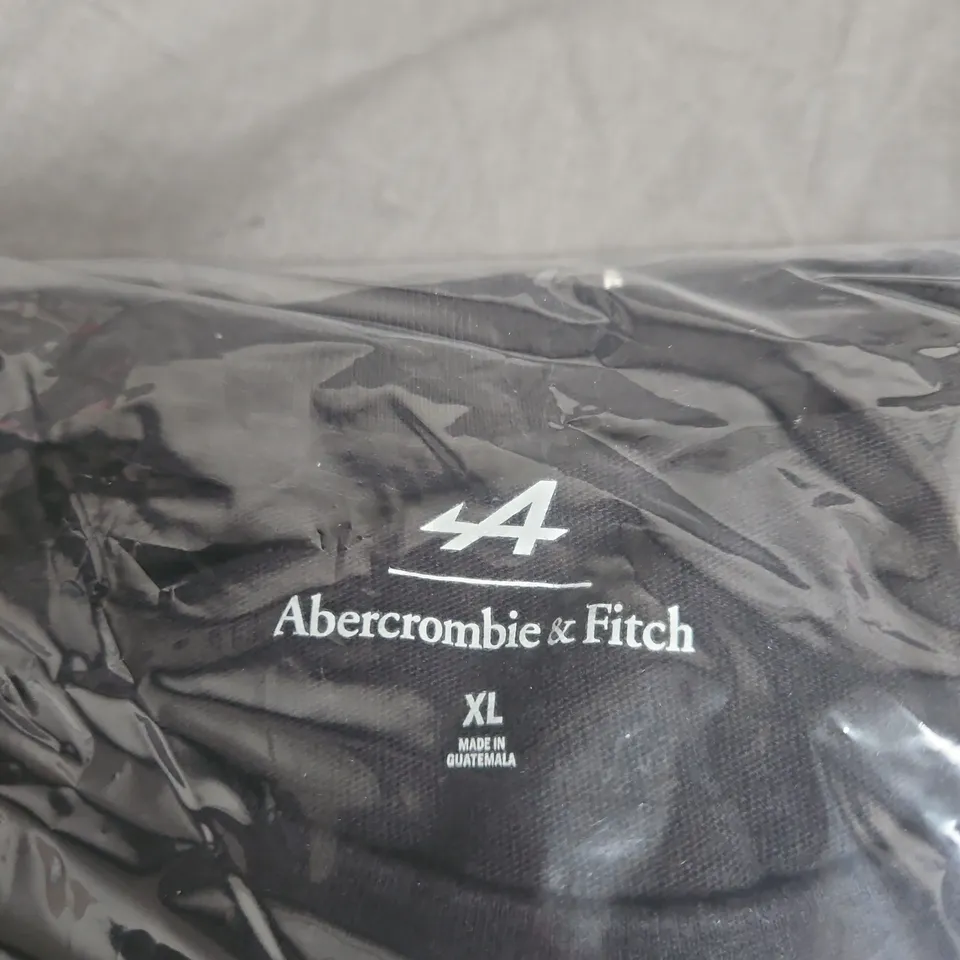 A
Abercrombie & Fitch
XL
MADE IN
GUATEMALA